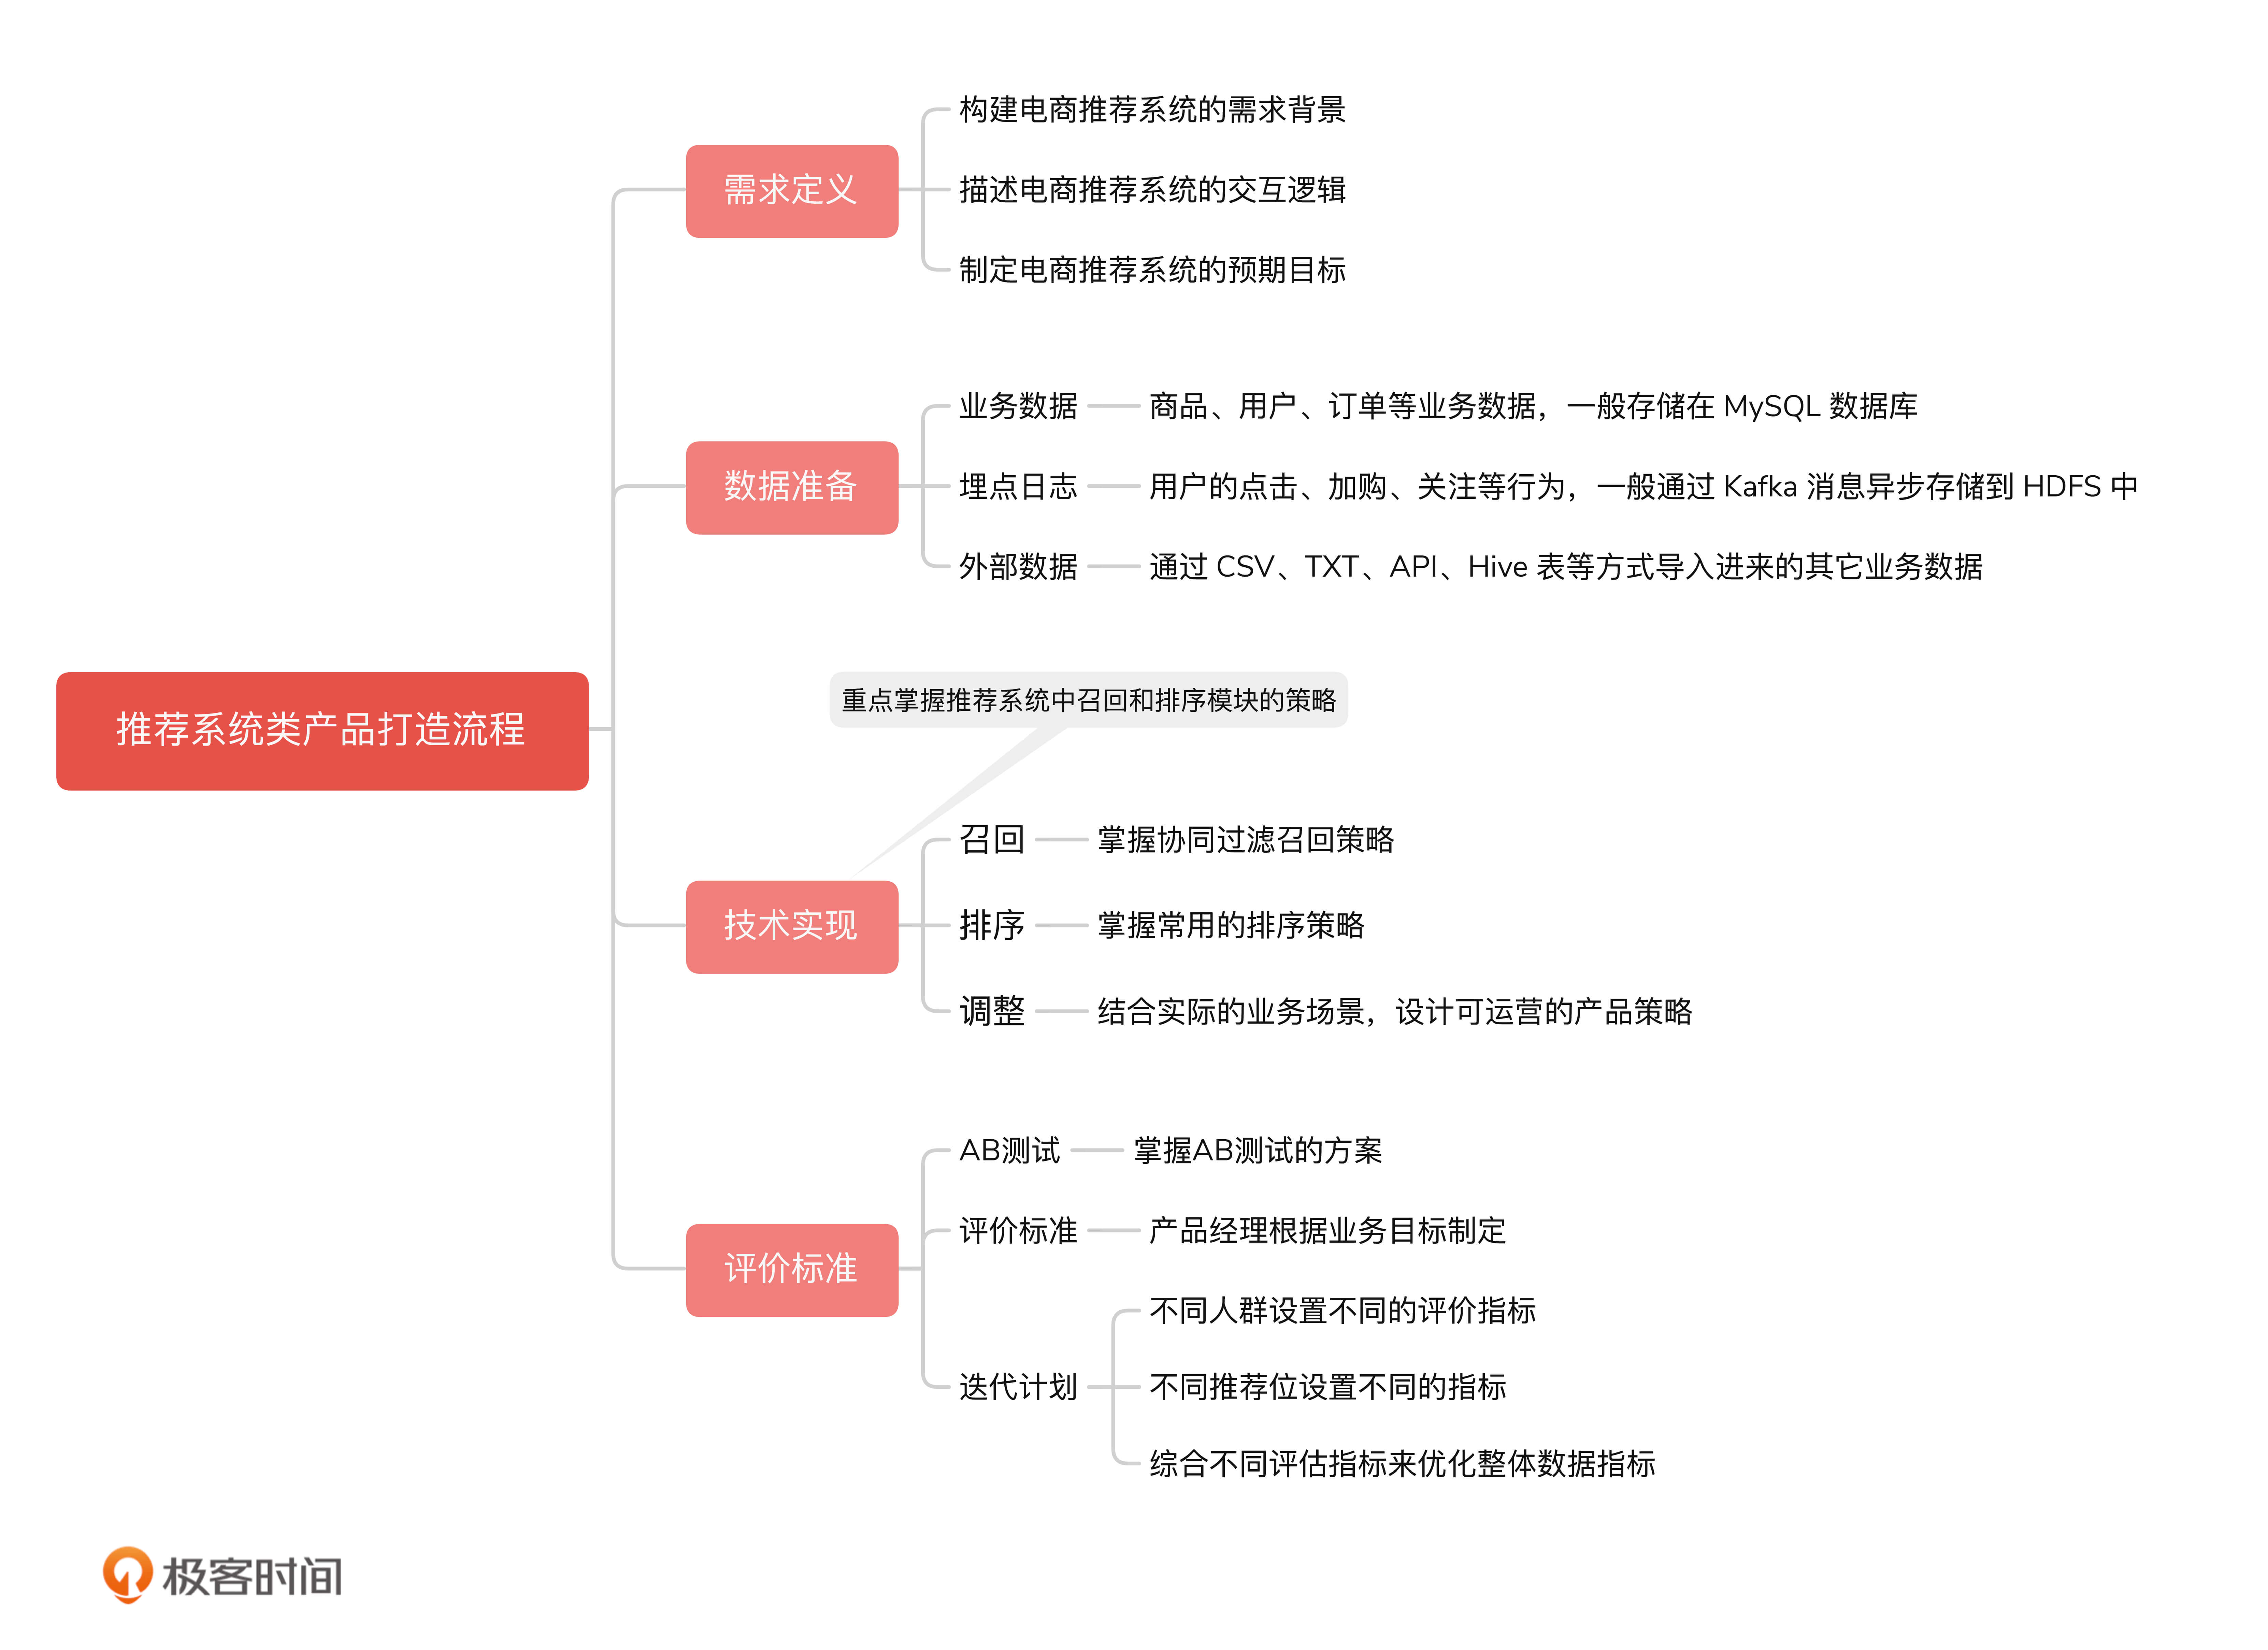 推荐系统类产品打造流程
需求定义
构建电商推荐系统的需求背景
描述电商推荐系统的交互逻辑
制定电商推荐系统的预期目标
数据准备
业务数据
商品、用户、订单等业务数据，一般存储在 MySQL 数据库
埋点日志
用户的点击、加购、关注等行为，一般通过 Kafka 消息异步存储到 HDFS 中
外部数据
通过 CSV、TXT、API、Hive 表等方式导入进来的其它业务数据
重点掌握推荐系统中召回和排序模块的策略
技术实现
召回
掌握协同过滤召回策略
排序
掌握常用的排序策略
调整
结合实际的业务场景，设计可运营的产品策略
评价标准
AB测试
掌握AB测试的方案
评价标准
产品经理根据业务目标制定
迭代计划
不同人群设置不同的评价指标
不同推荐位设置不同的指标
综合不同评估指标来优化整体数据指标
极客时间